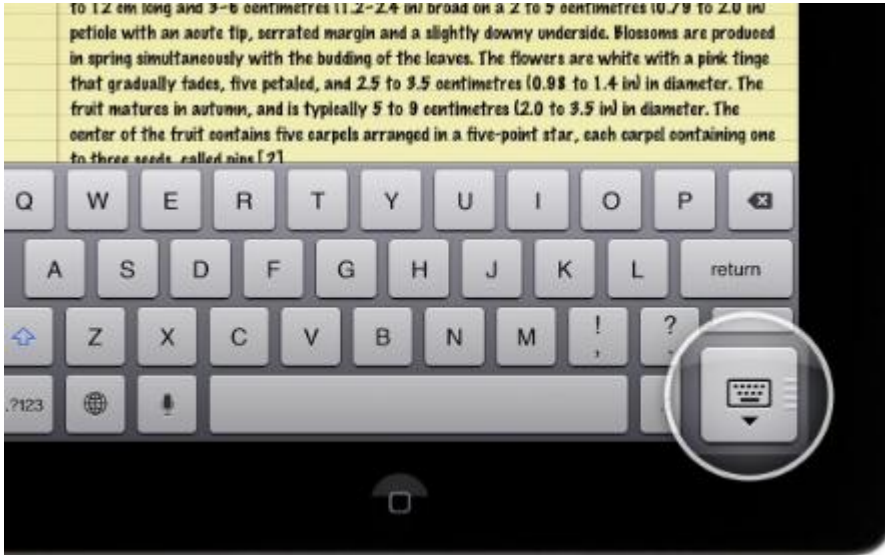 to 12 cm long and 3-6 centimetres (1.2-2.4 in) broad on a 2 to 5 centimetres (0.79 to 2.0 in)
petiole with an acute tip, serrated margin and a slightly downy underside. Blossoms are produced
in spring simultaneously with the budding of the leaves. The flowers are white with a pink tinge
that gradually fades, five petaled, and 2.5 to 3.5 centimetres (0.98 to 1.4 in) in diameter. The
fruit matures in autumn, and is typically 5 to 9 centimetres (2.0 to 3.5 in) in diameter. The
center of the fruit contains five carpels arranged in a five-point star, each carpel containing one
to three seeds, called pips.[2]
Q W E R T Y U I O P
A S D F G H J K L return
Z X C V B N M ! , ?
.?123